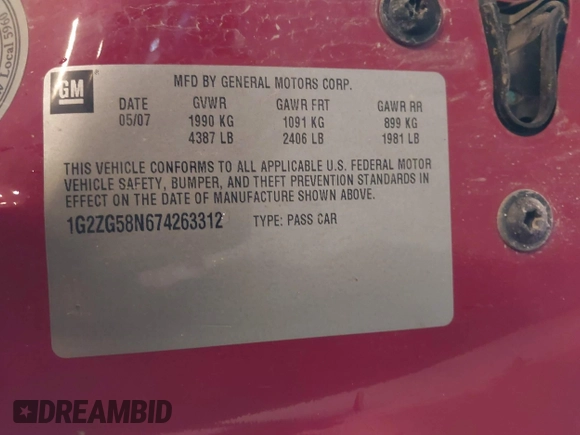 Local 5960
GM
MFD BY GENERAL MOTORS CORP.
DATE GVWR GAWR FRT GAWR RR
05/07 1990 KG 1091 KG 899 KG
4387 LB 2406 LB 1981 LB
THIS VEHICLE CONFORMS TO ALL APPLICABLE U.S. FEDERAL MOTOR
VEHICLE SAFETY, BUMPER, AND THEFT PREVENTION STANDARDS IN
EFFECT ON THE DATE OF MANUFACTURE SHOWN ABOVE.
1G2ZG58N674263312 TYPE: PASS CAR
DREAMBID